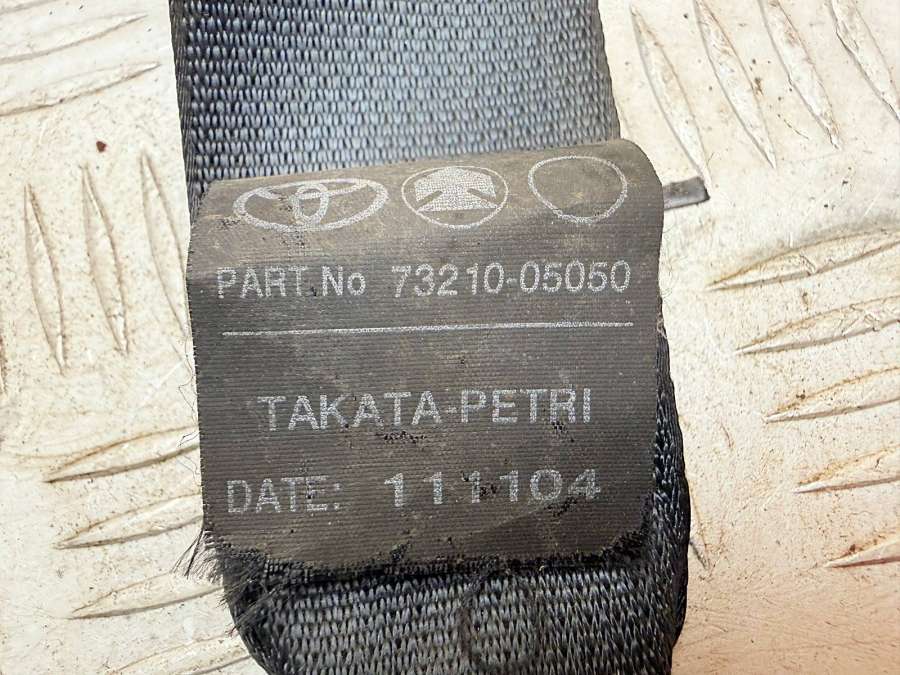 PART.No 73210-05050
TAKATA-PETRI
DATE: 111104